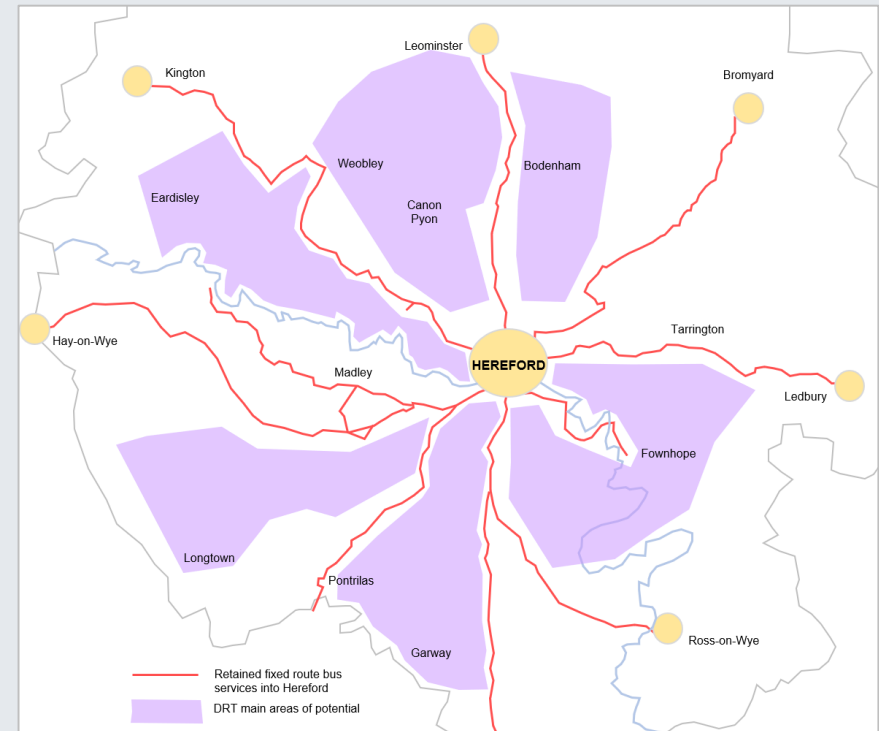 Leominster
Kington
Bromyard
Weobley
Bodenham
Eardisley
Canon
Pyon
Tarrington
Hay-on-Wye
HEREFORD
Madley
Ledbury
Fownhope
Longtown
Pontrilas
Ross-on-Wye
Garway
Retained fixed route bus
services into Hereford
DRT main areas of potential